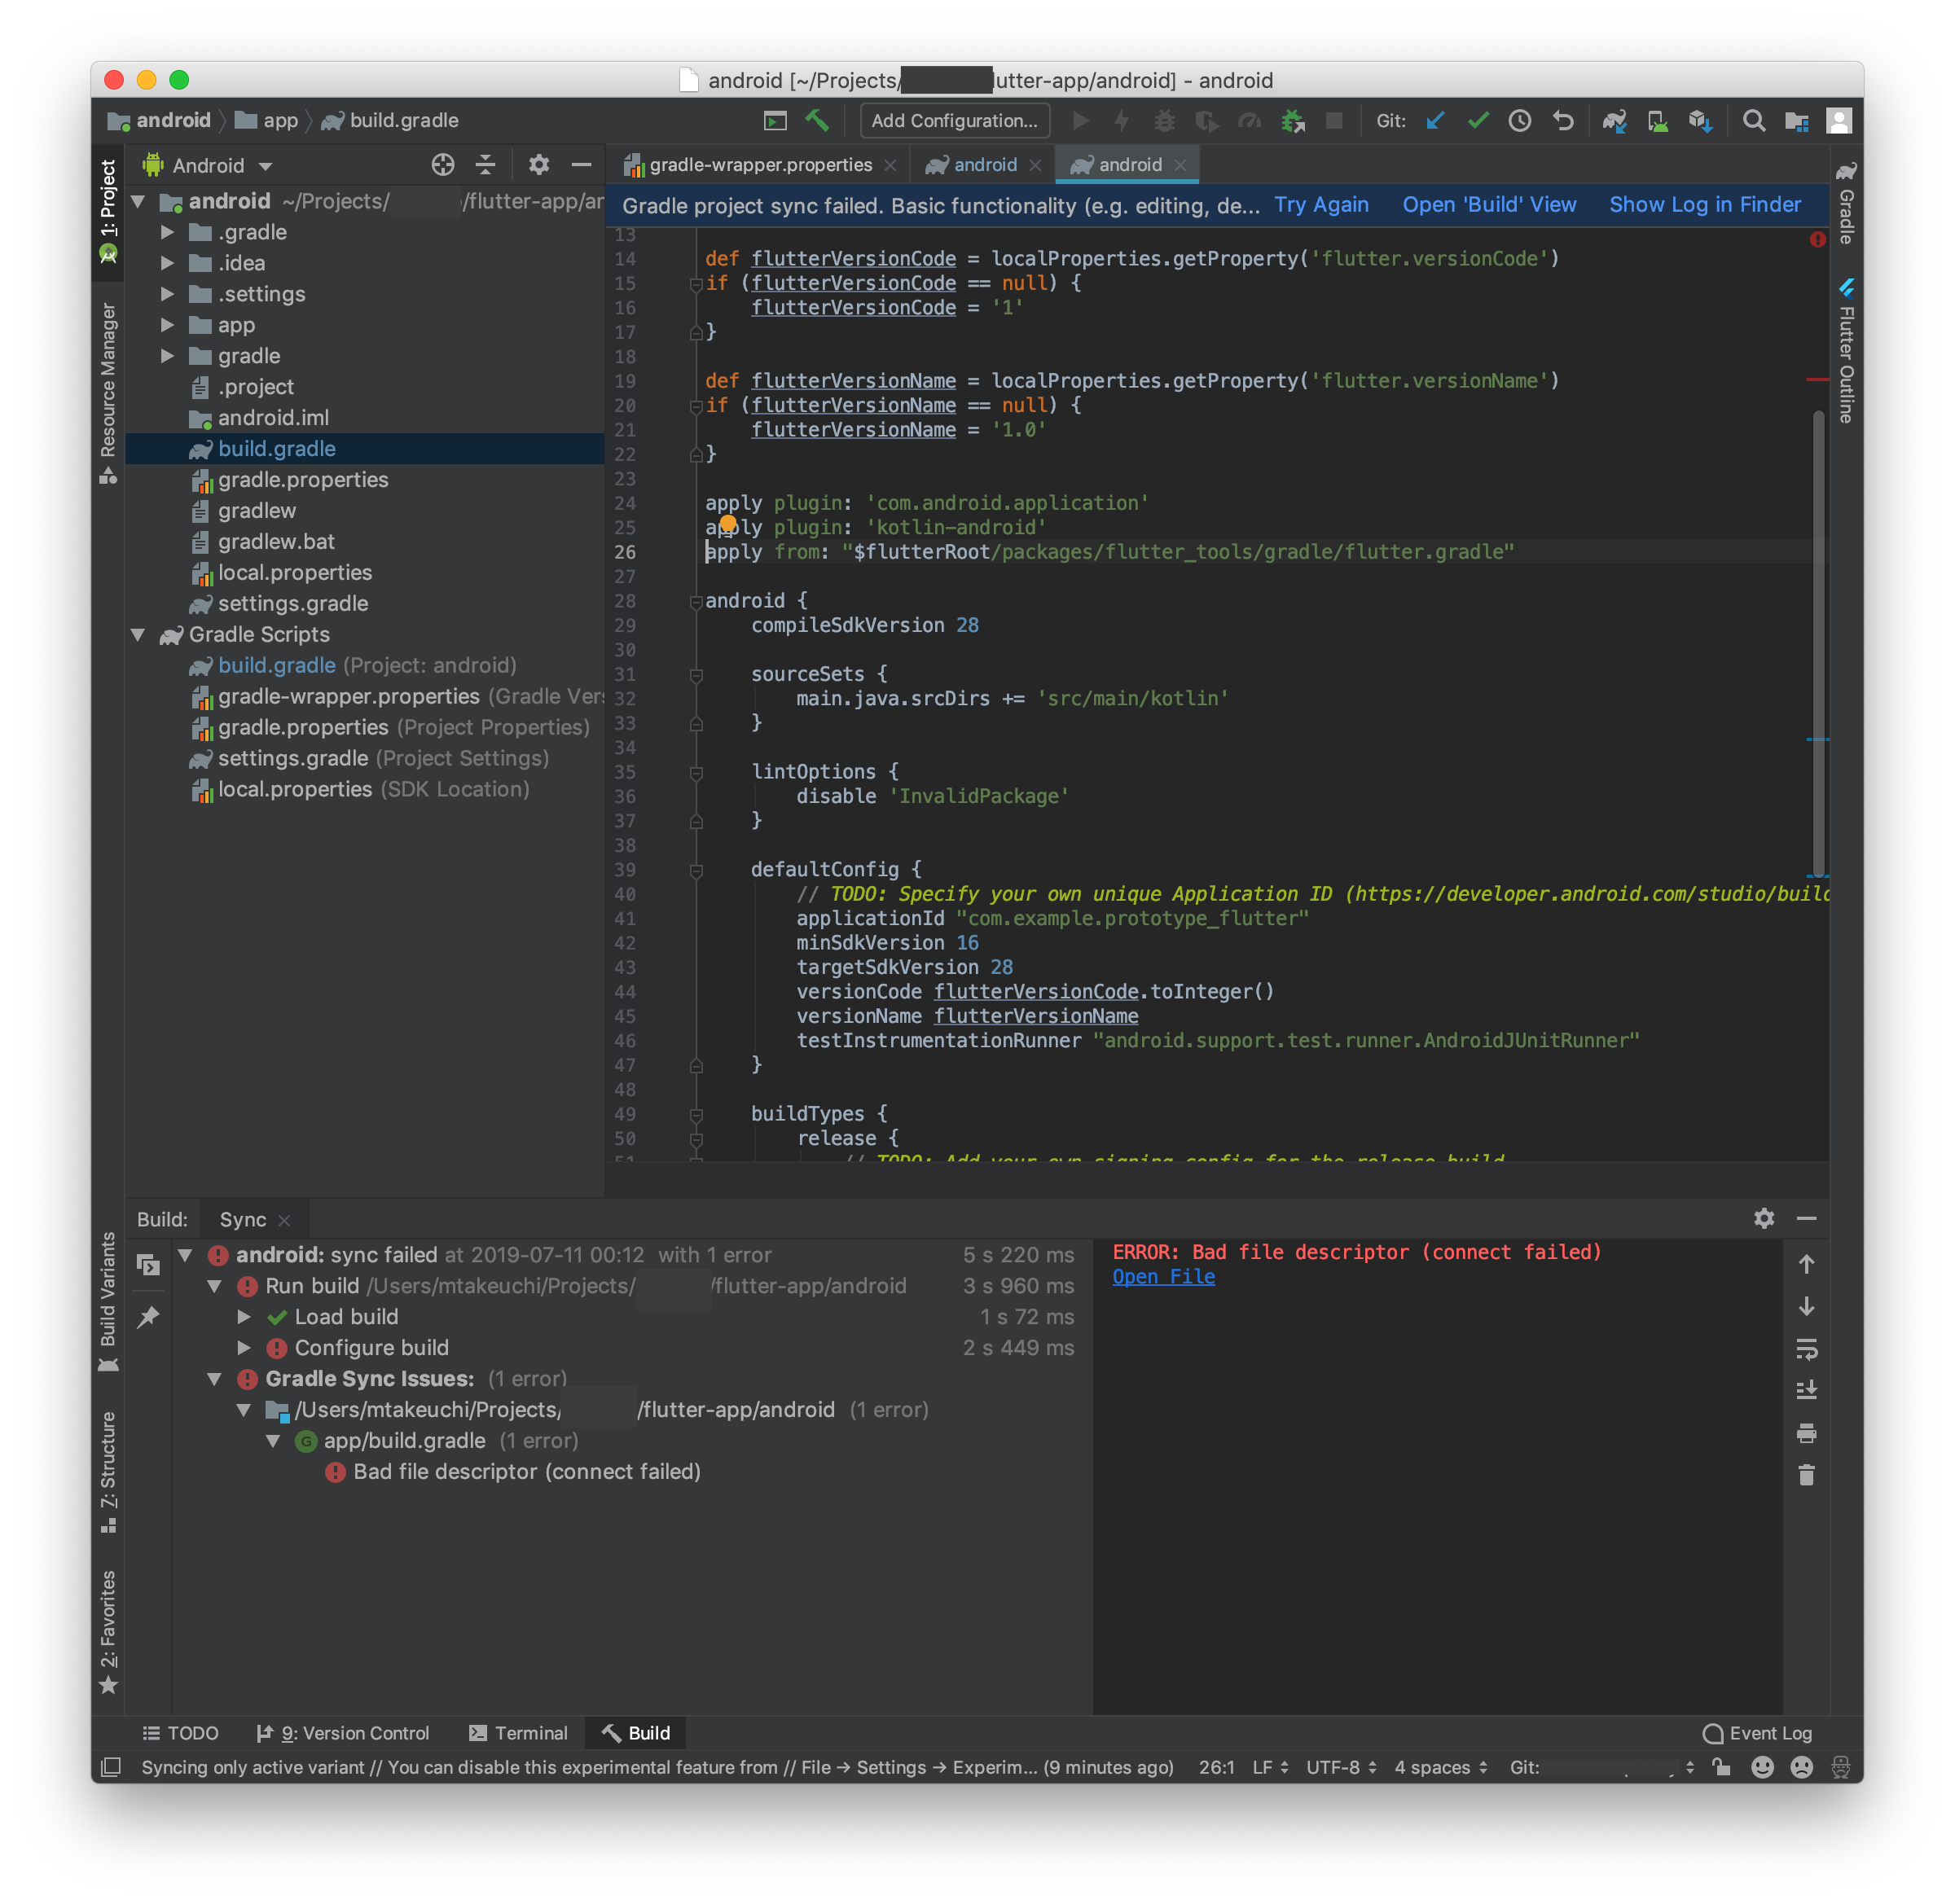 android [~/Projects/ lutter-app/android] - android
android app build.gradle
Add Configuration...
Git:
1: Project
Resource Manager
Build Variants
7: Structure
2: Favorites
Android
android ~/Projects/ /flutter-app/ar
.gradle
.idea
.settings
app
gradle
.project
android.iml
build.gradle
gradle.properties
gradlew
gradlew.bat
local.properties
settings.gradle
Gradle Scripts
build.gradle (Project: android)
gradle-wrapper.properties (Gradle Ver
gradle.properties (Project Properties)
settings.gradle (Project Settings)
local.properties (SDK Location)
gradle-wrapper.properties android android
Gradle project sync failed. Basic functionality (e.g. editing, de... Try Again Open 'Build' View Show Log in Finder
13
14 def flutterVersionCode = localProperties.getProperty('flutter.versionCode')
15 if (flutterVersionCode == null) {
16 flutterVersionCode = '1'
17 }
18
19 def flutterVersionName = localProperties.getProperty('flutter.versionName')
20 if (flutterVersionName == null) {
21 flutterVersionName = '1.0'
22 }
23
24 apply plugin: 'com.android.application'
25 apply plugin: 'kotlin-android'
26 apply from: "$flutterRoot/packages/flutter_tools/gradle/flutter.gradle"
27
28 android {
29 compileSdkVersion 28
30
31 sourceSets {
32 main.java.srcDirs += 'src/main/kotlin'
33 }
34
35 lintOptions {
36 disable 'InvalidPackage'
37 }
38
39 defaultConfig {
40 // TODO: Specify your own unique Application ID (https://developer.android.com/studio/build
41 applicationId "com.example.prototype_flutter"
42 minSdkVersion 16
43 targetSdkVersion 28
44 versionCode flutterVersionCode.toInteger()
45 versionName flutterVersionName
46 testInstrumentationRunner "android.support.test.runner.AndroidJUnitRunner"
47 }
48
49 buildTypes {
50 release {
51 // TODO: Add your own signing config for the release build
Gradle
Flutter Outline
Build: Sync
android: sync failed at 2019-07-11 00:12 with 1 error 5 s 220 ms
Run build /Users/mtakeuchi/Projects/ /flutter-app/android 3 s 960 ms
Load build 1 s 72 ms
Configure build 2 s 449 ms
Gradle Sync Issues: (1 error)
/Users/mtakeuchi/Projects/ /flutter-app/android (1 error)
G app/build.gradle (1 error)
Bad file descriptor (connect failed)
ERROR: Bad file descriptor (connect failed)
Open File
TODO 9: Version Control Terminal Build Event Log
Syncing only active variant // You can disable this experimental feature from // File → Settings → Experim... (9 minutes ago) 26:1 LF UTF-8 4 spaces Git: